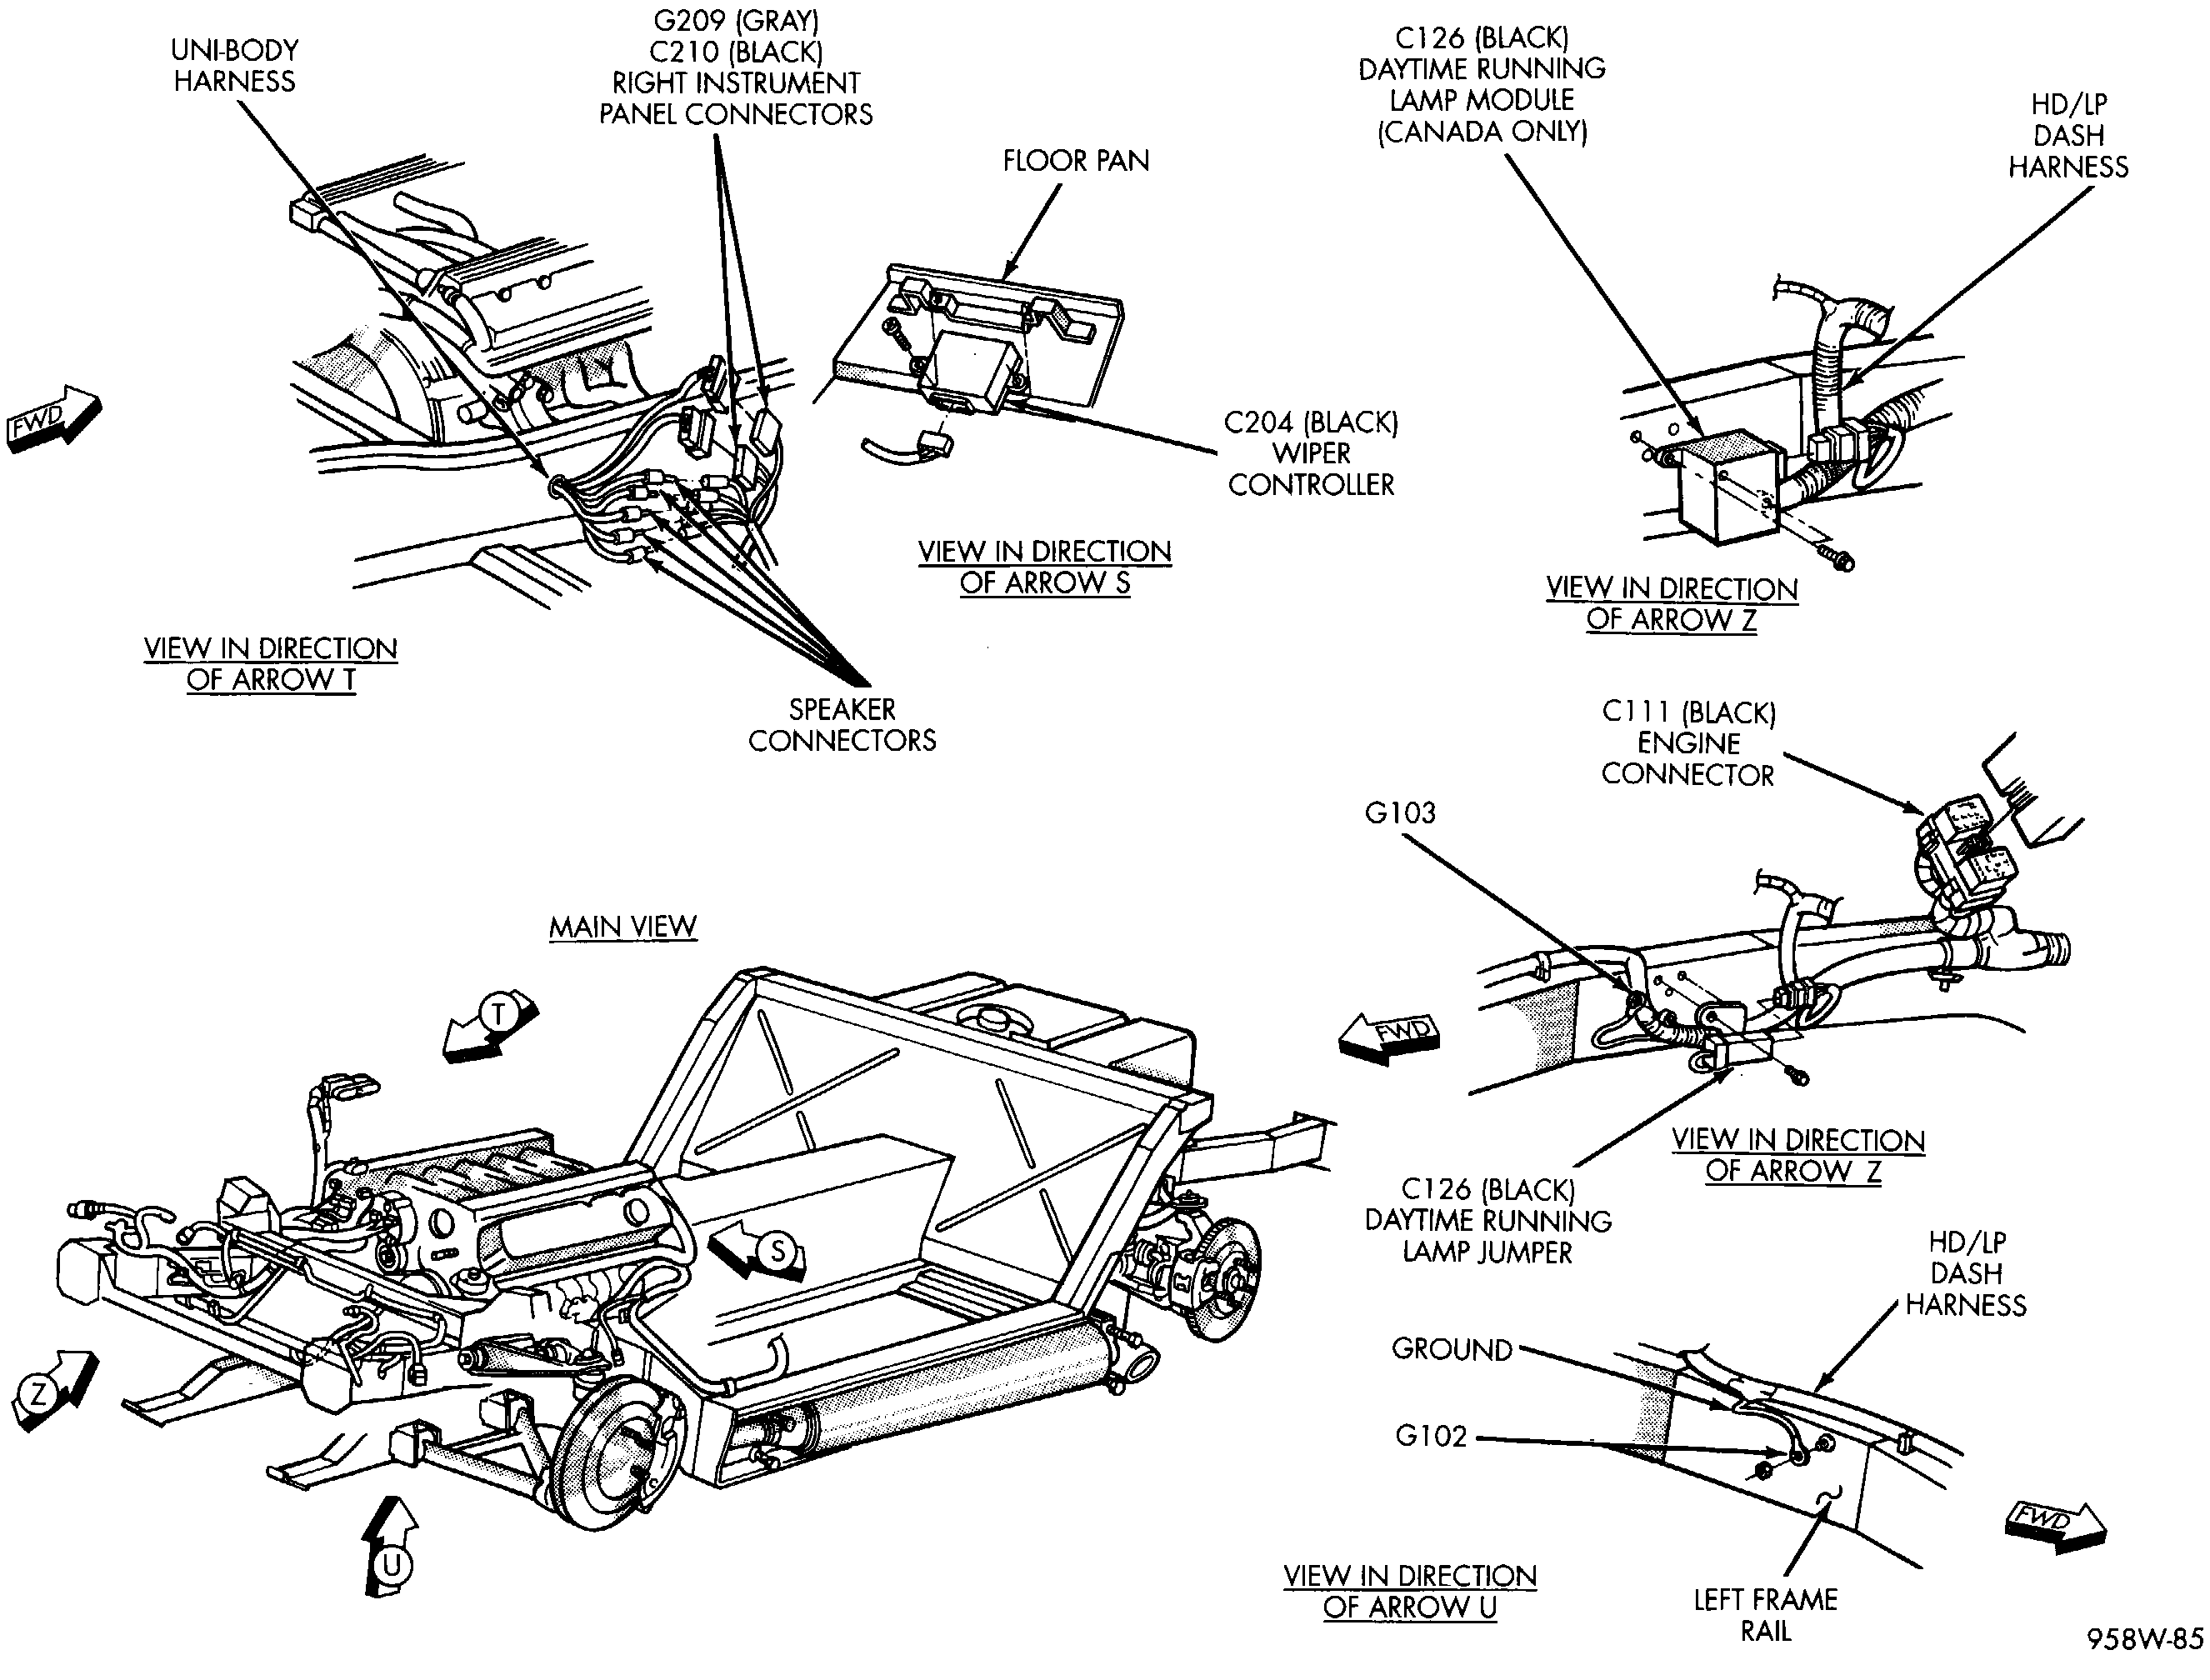 UNI-BODY
HARNESS
G209 (GRAY)
C210 (BLACK)
RIGHT INSTRUMENT
PANEL CONNECTORS
FLOOR PAN
C126 (BLACK)
DAYTIME RUNNING
LAMP MODULE
(CANADA ONLY)
HD/LP
DASH
HARNESS
FWD
C204 (BLACK)
WIPER
CONTROLLER
VIEW IN DIRECTION
OF ARROW S
VIEW IN DIRECTION
OF ARROW Z
VIEW IN DIRECTION
OF ARROW T
SPEAKER
CONNECTORS
C111 (BLACK)
ENGINE
CONNECTOR
G103
MAIN VIEW
T
S
Z
U
FWD
VIEW IN DIRECTION
OF ARROW Z
C126 (BLACK)
DAYTIME RUNNING
LAMP JUMPER
HD/LP
DASH
HARNESS
GROUND
G102
FWD
VIEW IN DIRECTION
OF ARROW U
LEFT FRAME
RAIL
958W-85